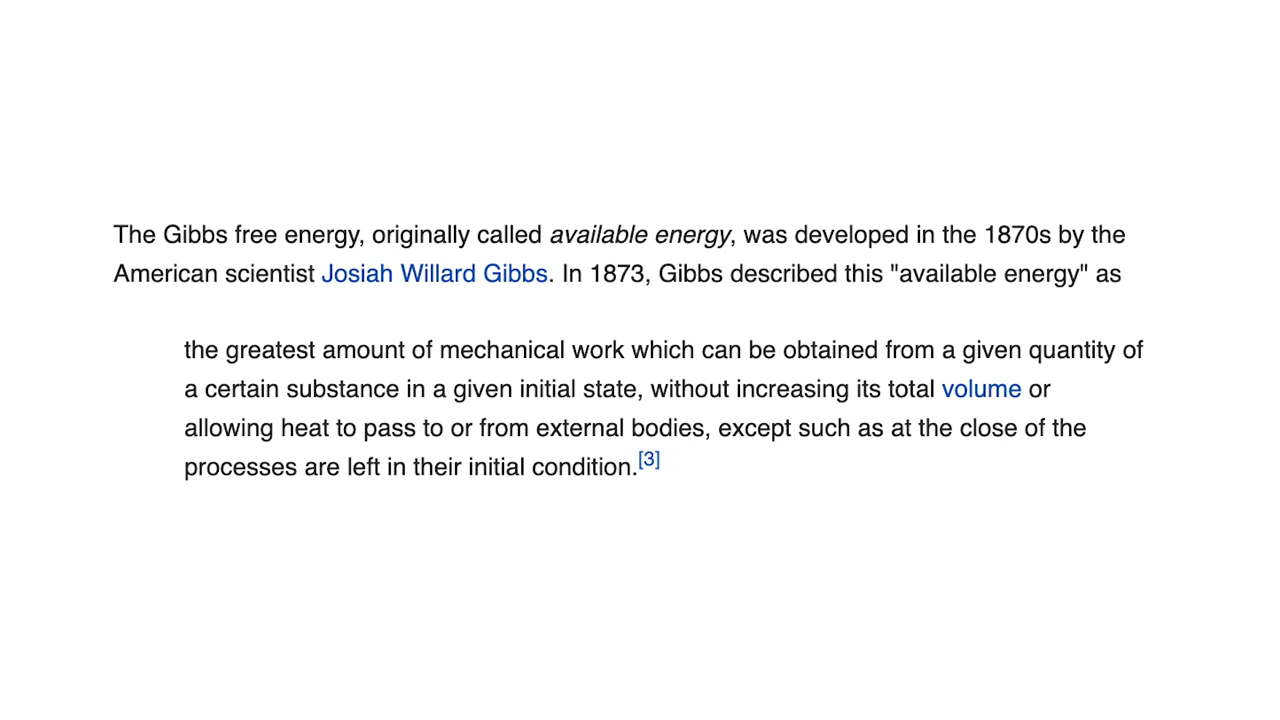 The Gibbs free energy, originally called available energy, was developed in the 1870s by the
American scientist Josiah Willard Gibbs. In 1873, Gibbs described this "available energy" as
the greatest amount of mechanical work which can be obtained from a given quantity of
a certain substance in a given initial state, without increasing its total volume or
allowing heat to pass to or from external bodies, except such as at the close of the
processes are left in their initial condition.[3]